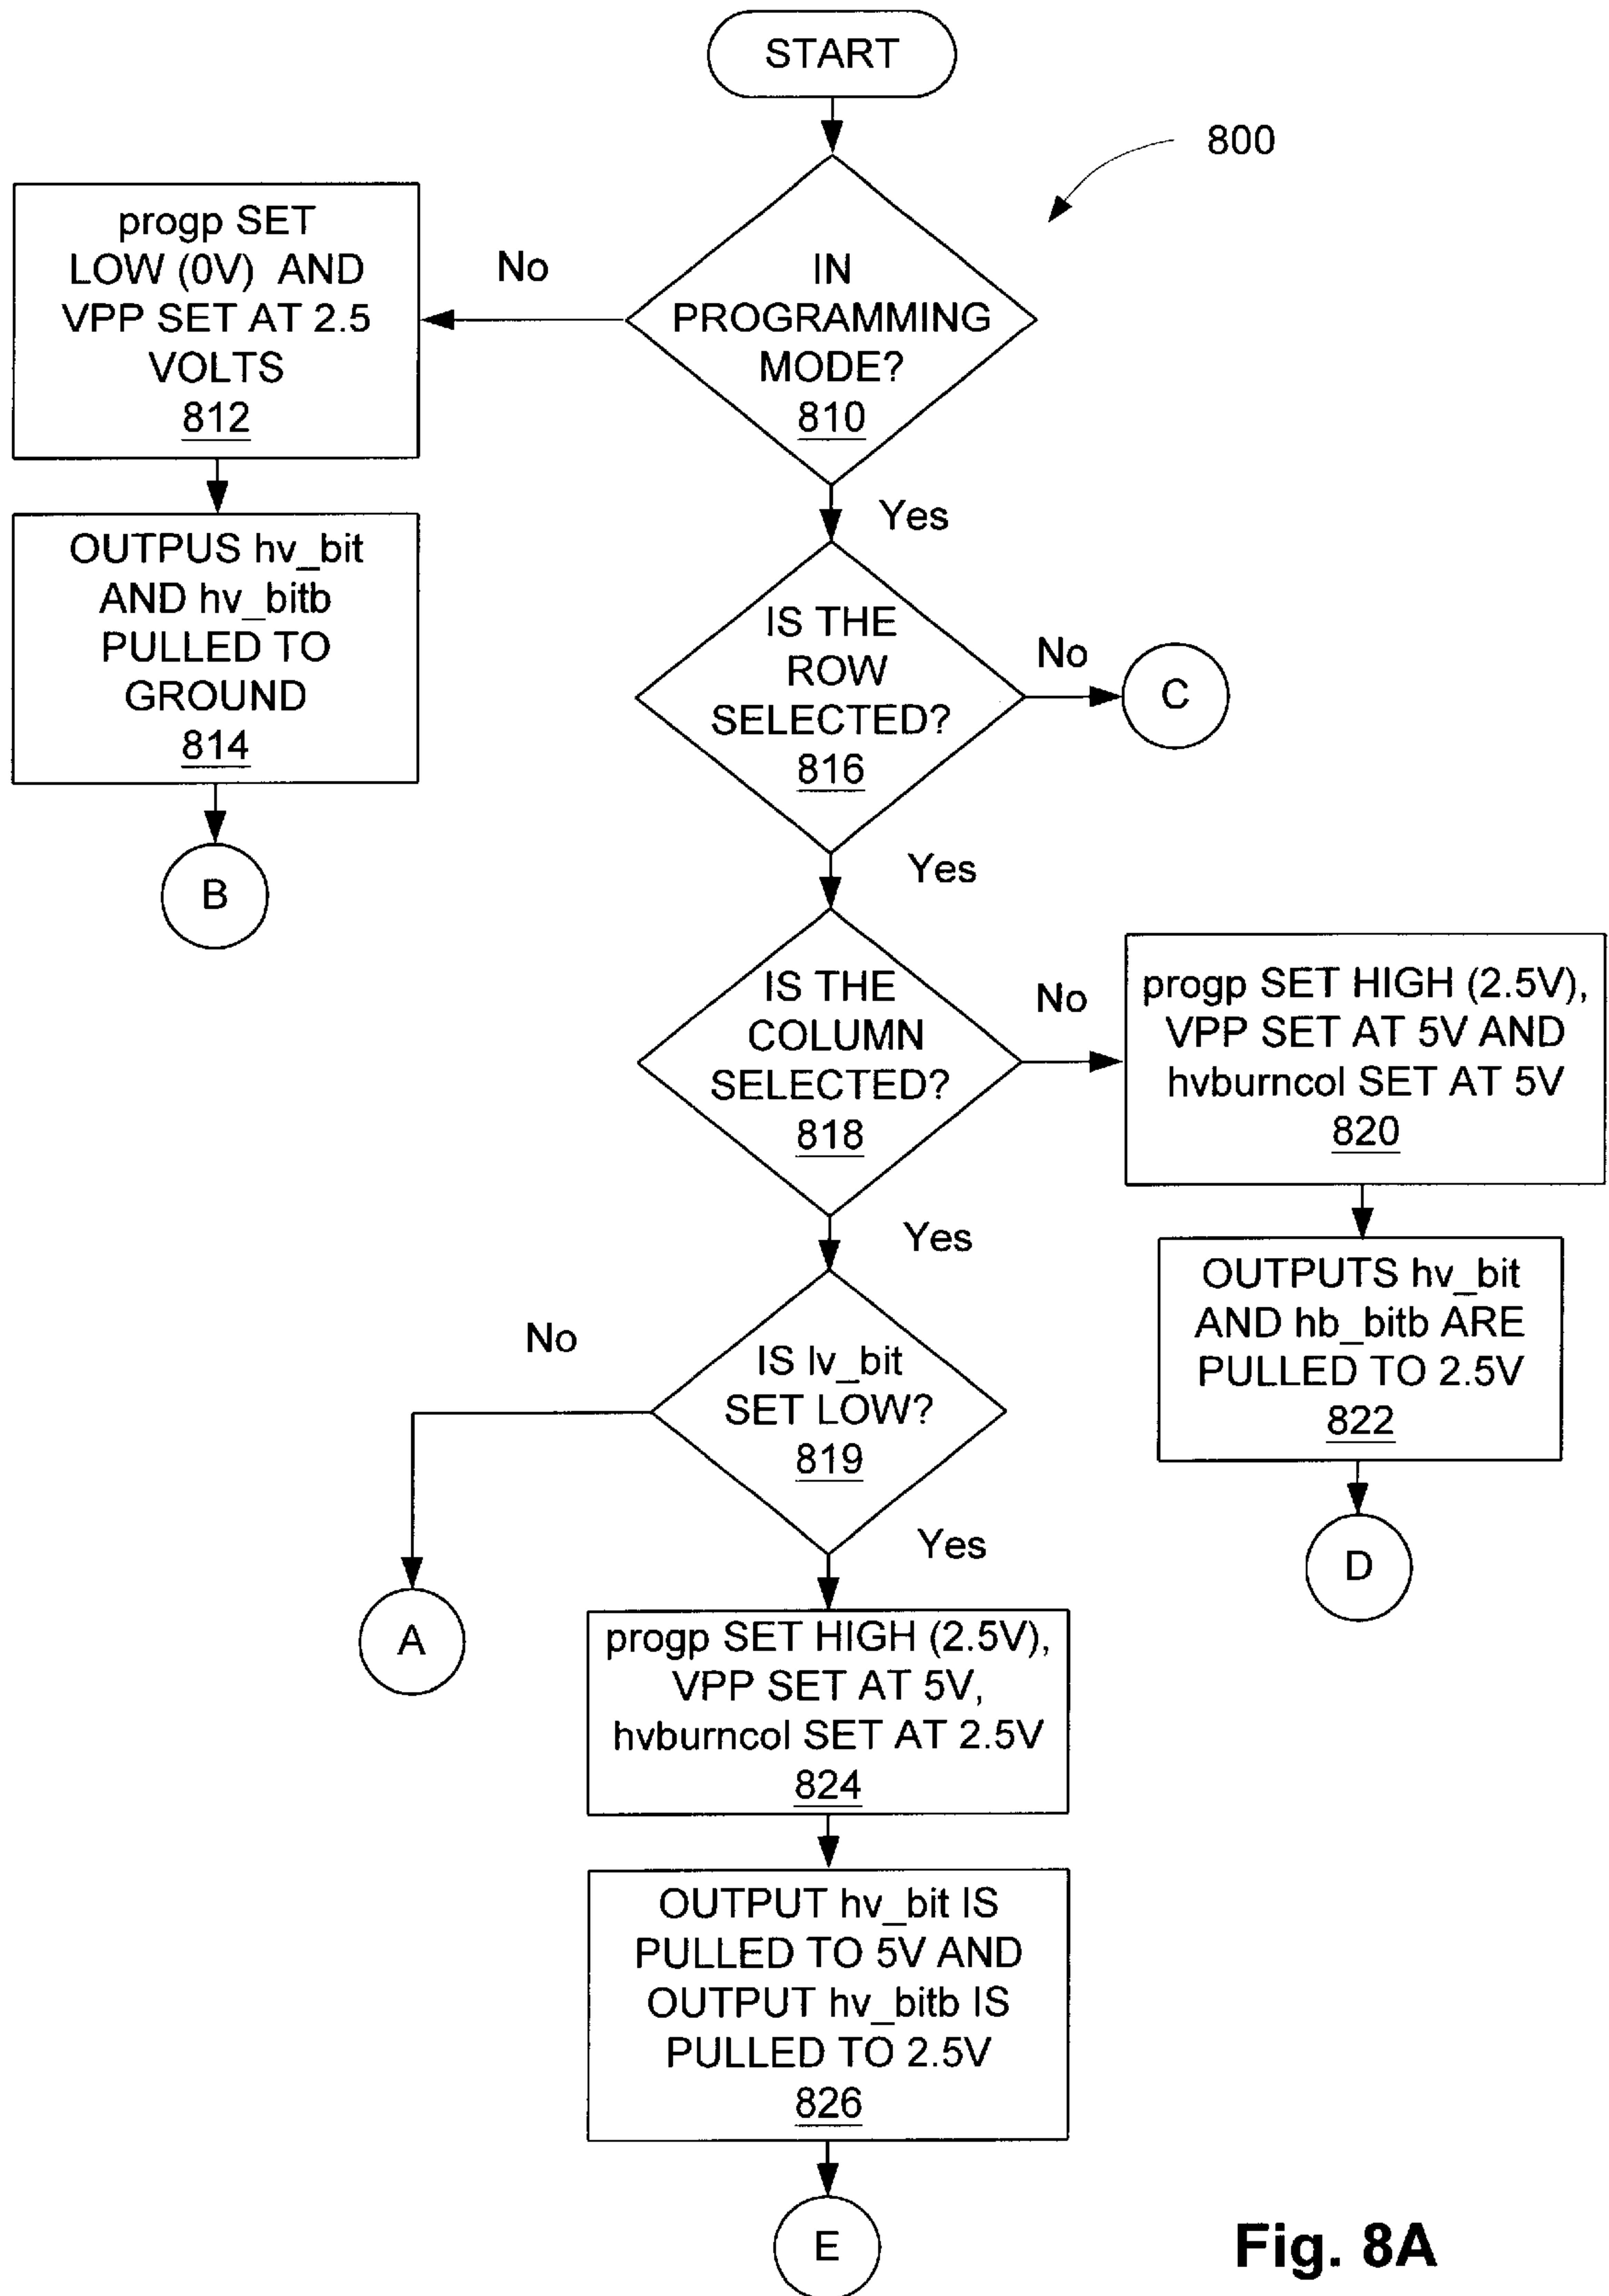 START
800
IN
PROGRAMMING
MODE?
810
No
progp SET
LOW (0V) AND
VPP SET AT 2.5
VOLTS
812
OUTPUS hv_bit
AND hv_bitb
PULLED TO
GROUND
814
B
Yes
IS THE
ROW
SELECTED?
816
No
C
Yes
IS THE
COLUMN
SELECTED?
818
No
progp SET HIGH (2.5V),
VPP SET AT 5V AND
hvburncol SET AT 5V
820
OUTPUTS hv_bit
AND hb_bitb ARE
PULLED TO 2.5V
822
D
Yes
IS lv_bit
SET LOW?
819
No
A
Yes
progp SET HIGH (2.5V),
VPP SET AT 5V,
hvburncol SET AT 2.5V
824
OUTPUT hv_bit IS
PULLED TO 5V AND
OUTPUT hv_bitb IS
PULLED TO 2.5V
826
E
Fig. 8A